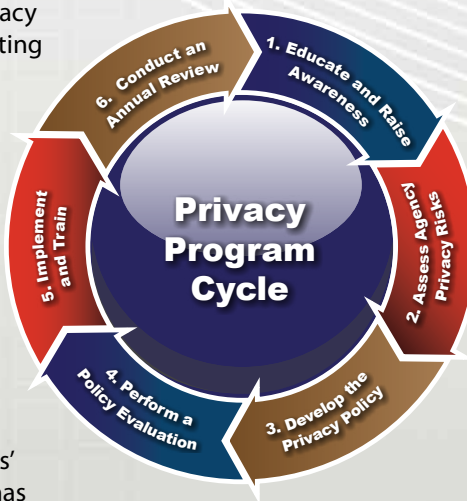 acy
ting
1. Educate and Raise
Awareness
2. Assess Agency
Privacy Risks
3. Develop the
Privacy Policy
4. Perform a
Policy Evaluation
5. Implement
and Train
6. Conduct an
Annual Review
Privacy
Program
Cycle
s'
has